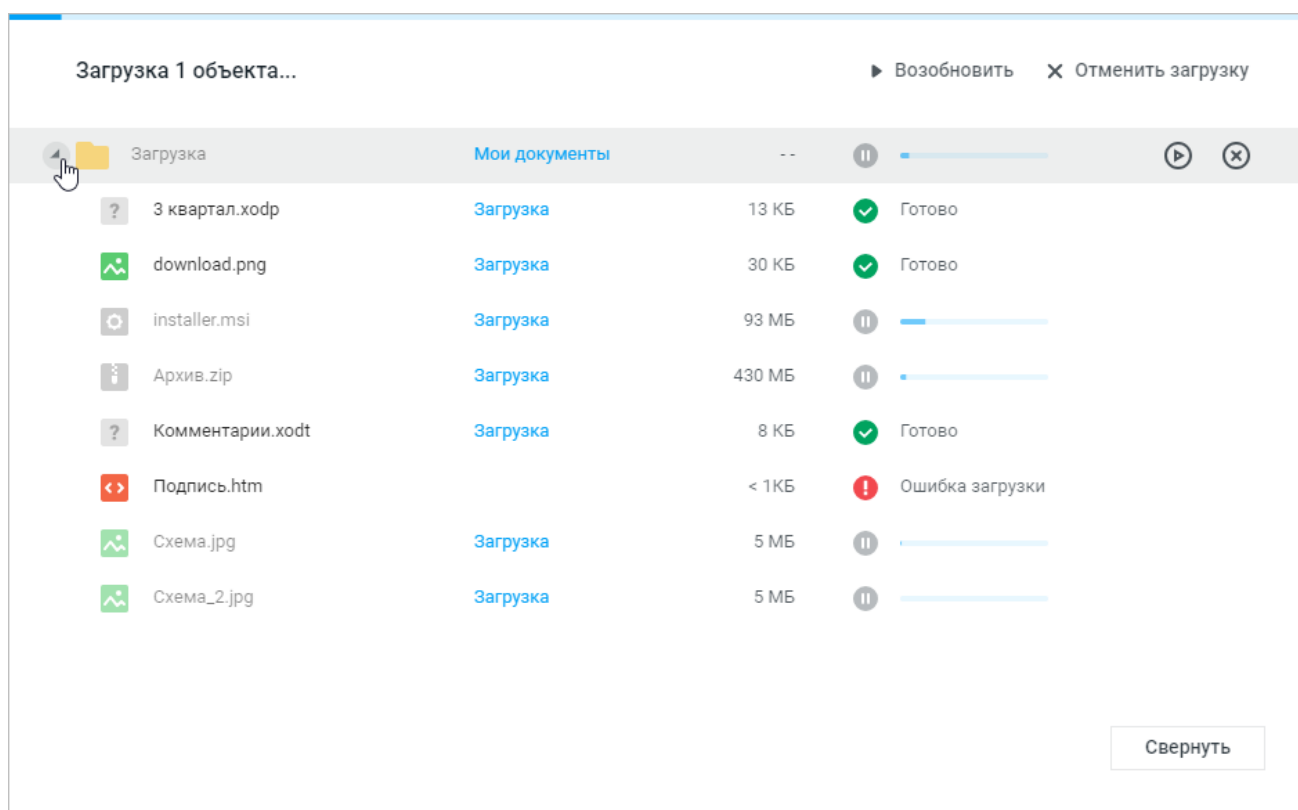 Загрузка 1 объекта... Возобновить Отменить загрузку
Загрузка Мои документы - -
3 квартал.xodp Загрузка 13 КБ Готово
download.png Загрузка 30 КБ Готово
installer.msi Загрузка 93 МБ
Архив.zip Загрузка 430 МБ
Комментарии.xodt Загрузка 8 КБ Готово
Подпись.htm < 1КБ Ошибка загрузки
Схема.jpg Загрузка 5 МБ
Схема_2.jpg Загрузка 5 МБ
Свернуть